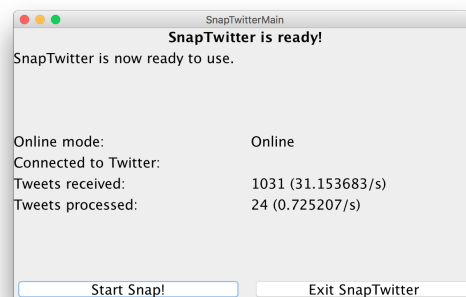 SnapTwitterMain
SnapTwitter is ready!
SnapTwitter is now ready to use.
Online mode: Online
Connected to Twitter:
Tweets received: 1031 (31.153683/s)
Tweets processed: 24 (0.725207/s)
Start Snap! Exit SnapTwitter